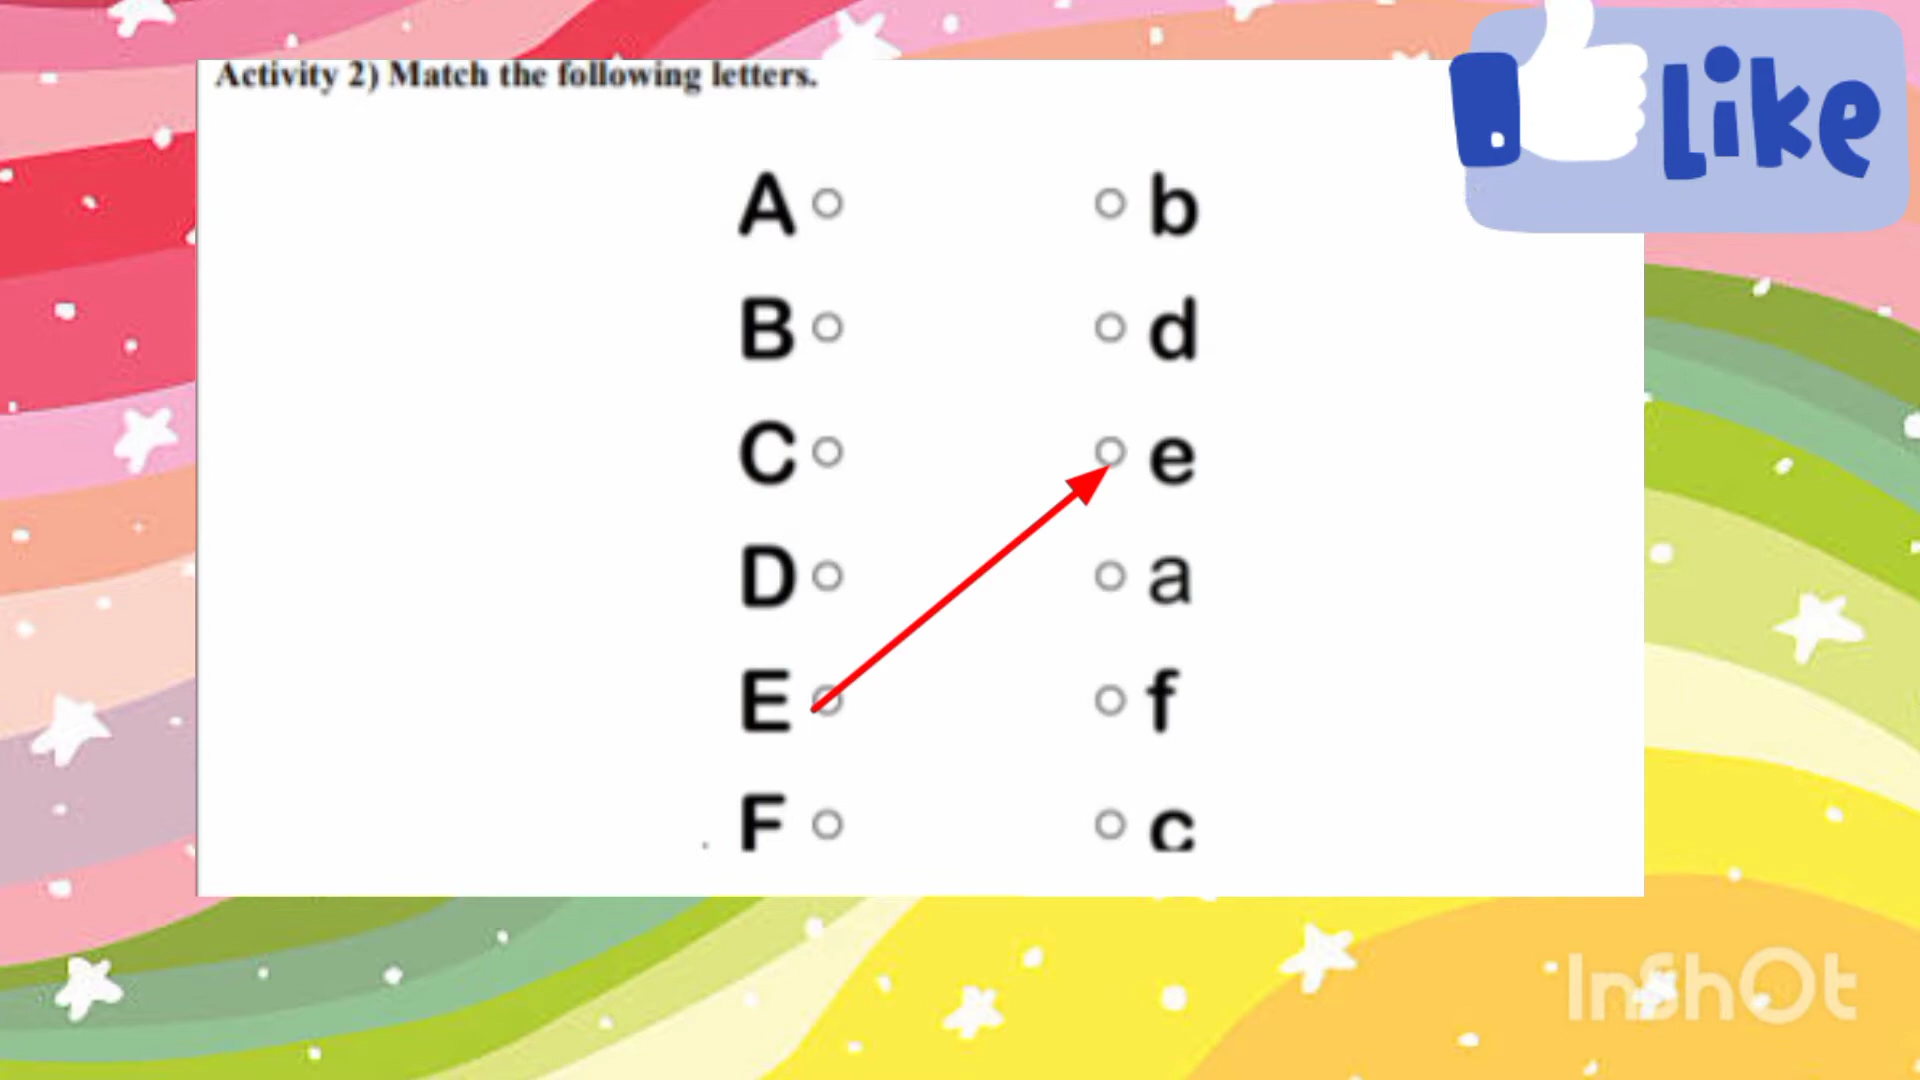 Activity 2) Match the following letters.
Like
A b
B d
C e
D a
E f
F c
InShOt